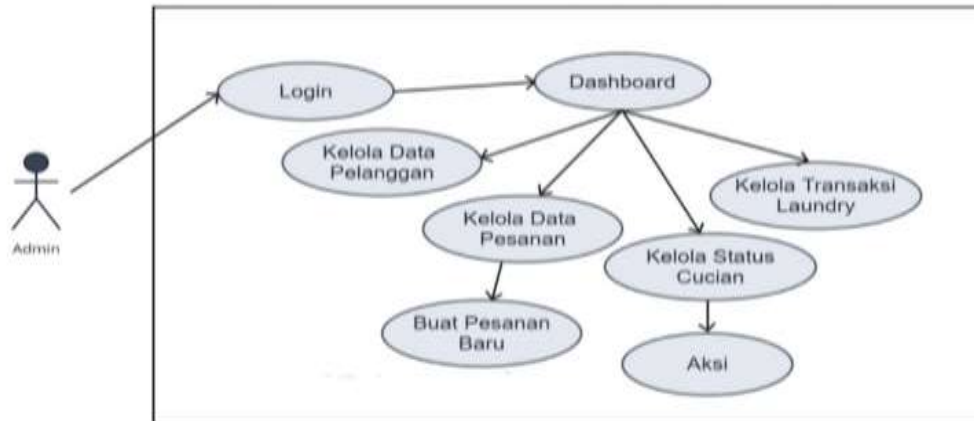 Login
Dashboard
Kelola Data
Pelanggan
Kelola Transaksi
Laundry
Kelola Data
Pesanan
Admin
Kelola Status
Cucian
Buat Pesanan
Baru
Aksi